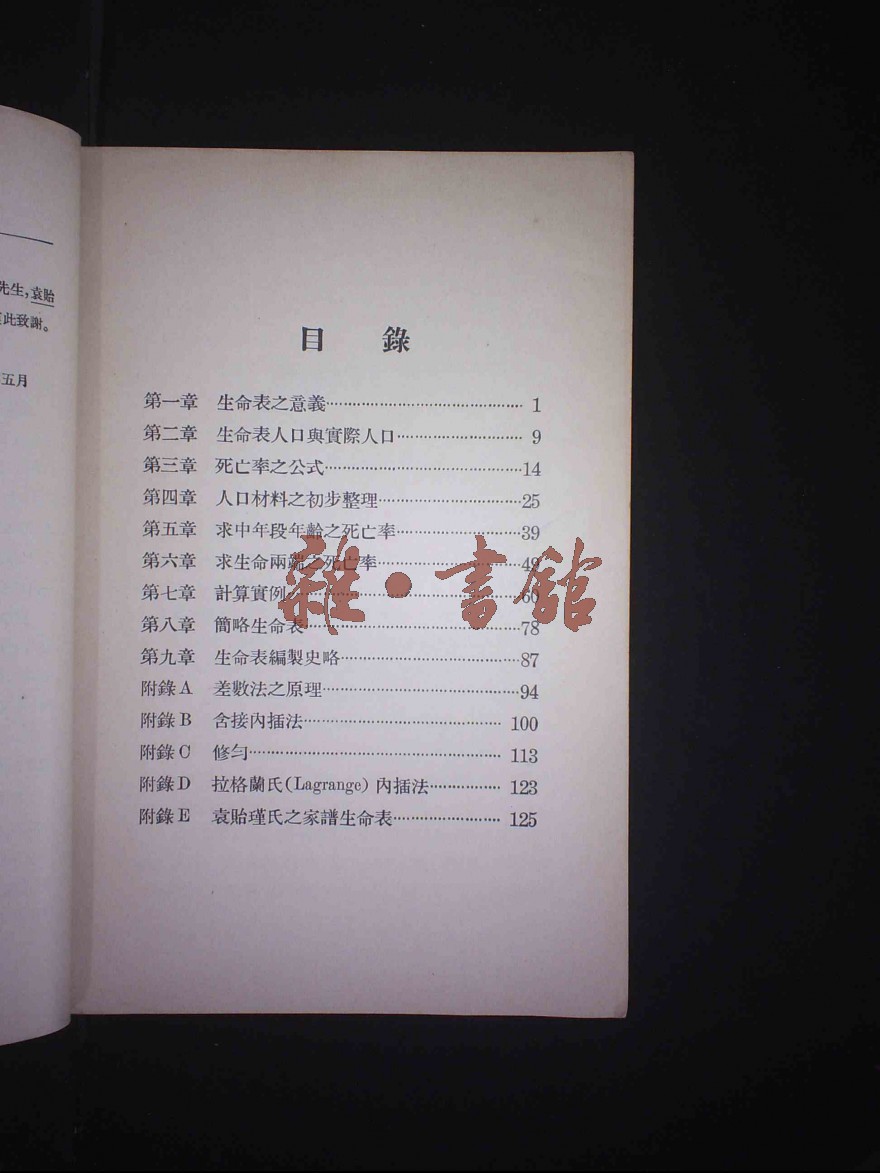 先生,袁貽
此致謝。
五月
目錄
第一章 生命表之意義 1
第二章 生命表人口與實際人口 9
第三章 死亡率之公式 14
第四章 人口材料之初步整理 25
第五章 求中年段年齡之死亡率 39
第六章 求生命兩端之死亡率 49
第七章 計算實例 60
第八章 簡略生命表 78
第九章 生命表編製史略 87
附錄A 差數法之原理 94
附錄B 含接內插法 100
附錄C 修勻 113
附錄D 拉格蘭氏(Lagrange)內插法 123
附錄E 袁貽瑾氏之家譜生命表 125
雜·書館